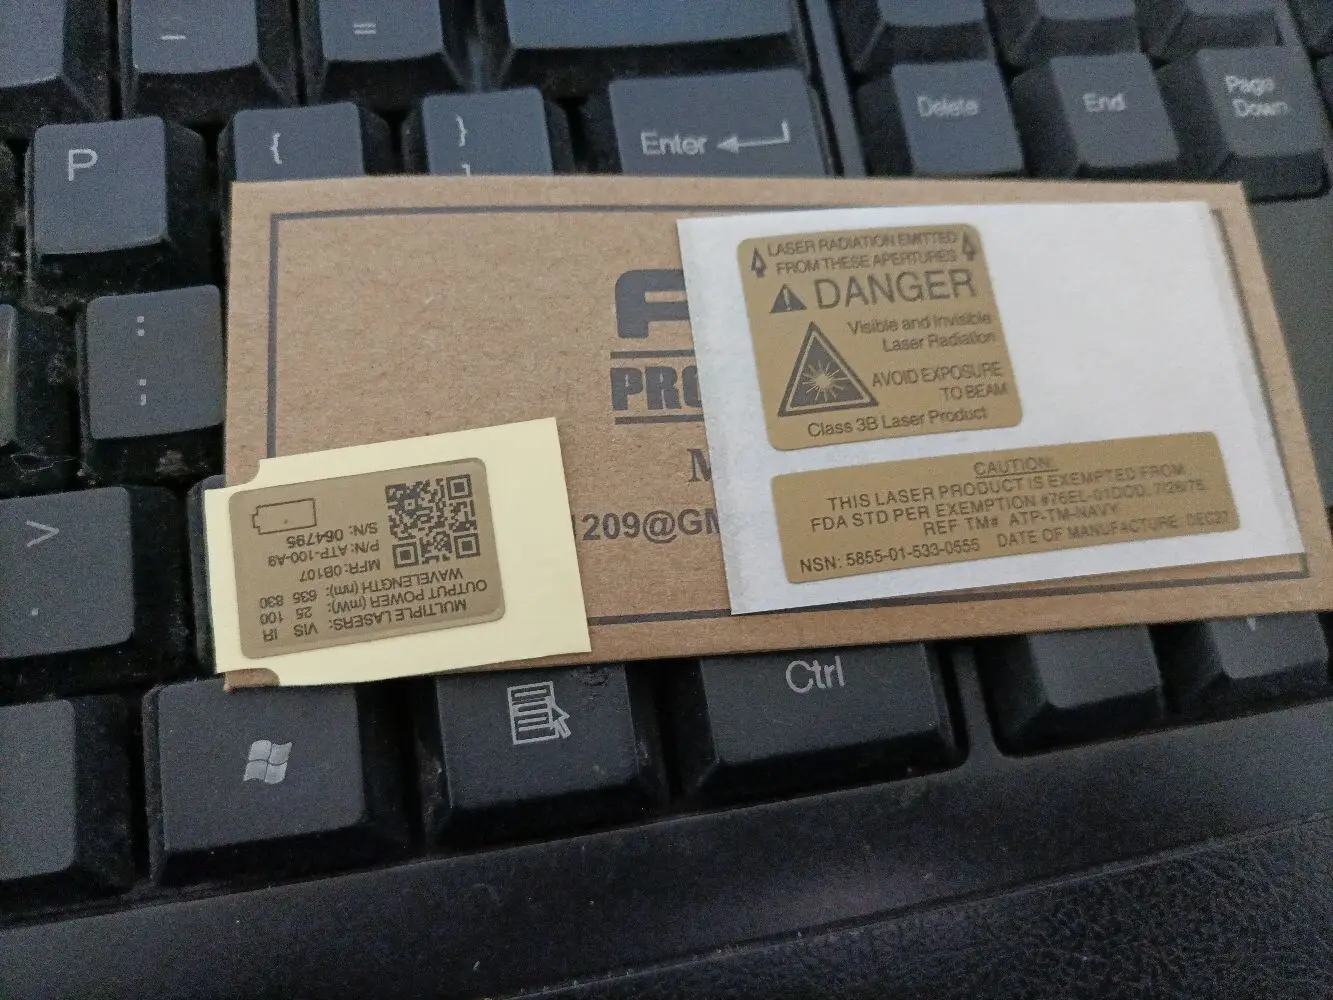 =
P
{
}
]
Enter
Delete
End
Page
Down
:
;
>
.
PRO
M
1209@GM
LASER RADIATION EMITTED
FROM THESE APERTURES
DANGER
Visible and Invisible
Laser Radiation
AVOID EXPOSURE
TO BEAM
Class 3B Laser Product
CAUTION:
THIS LASER PRODUCT IS EXEMPTED FROM
FDA STD PER EXEMPTION #76EL-01DOD, 7/26/76
REF TM# ATP-TM-NAVY
NSN: 5855-01-533-0555 DATE OF MANUFACTURE: DEC27
MULTIPLE LASERS: VIS IR
OUTPUT POWER (mW): 25 100
WAVELENGTH (nm): 635 830
MFR: 0B107
P/N: ATP-100-A9
S/N: 064795
Ctrl